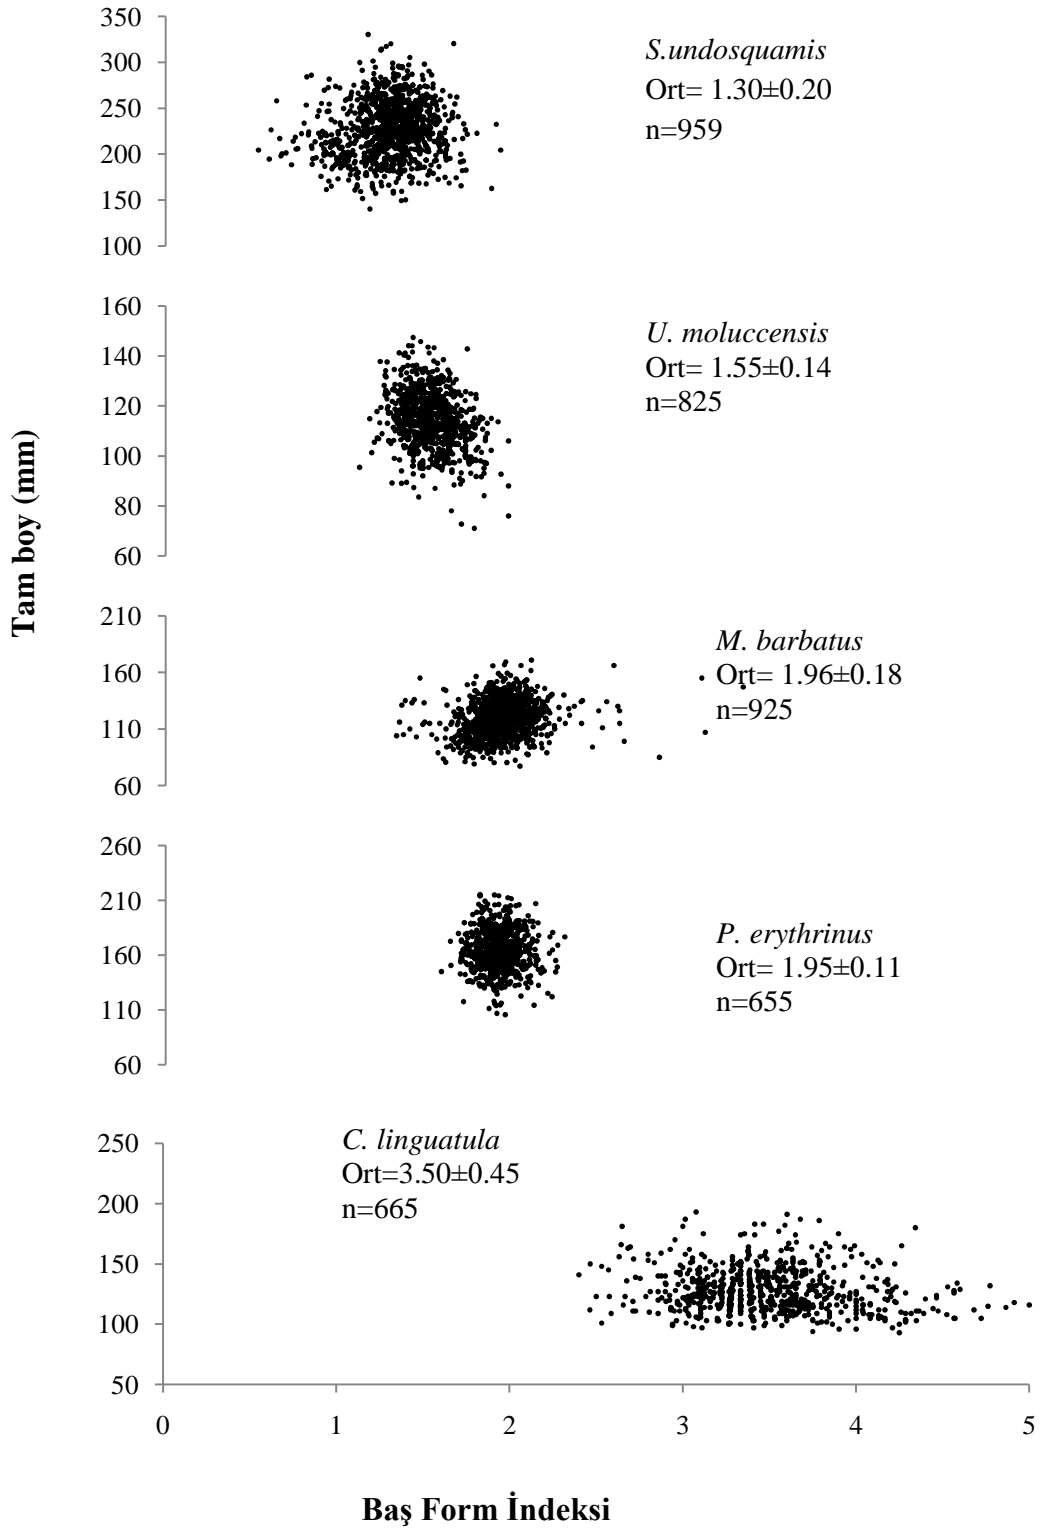 350
300
250
200
150
100
S.undosquamis
Ort= 1.30±0.20
n=959
160
140
120
100
80
60
U. moluccensis
Ort= 1.55±0.14
n=825
Tam boy (mm)
210
160
110
60
M. barbatus
Ort= 1.96±0.18
n=925
260
210
160
110
60
P. erythrinus
Ort= 1.95±0.11
n=655
250
200
150
100
50
C. linguatula
Ort=3.50±0.45
n=665
0 1 2 3 4 5
Baş Form İndeksi